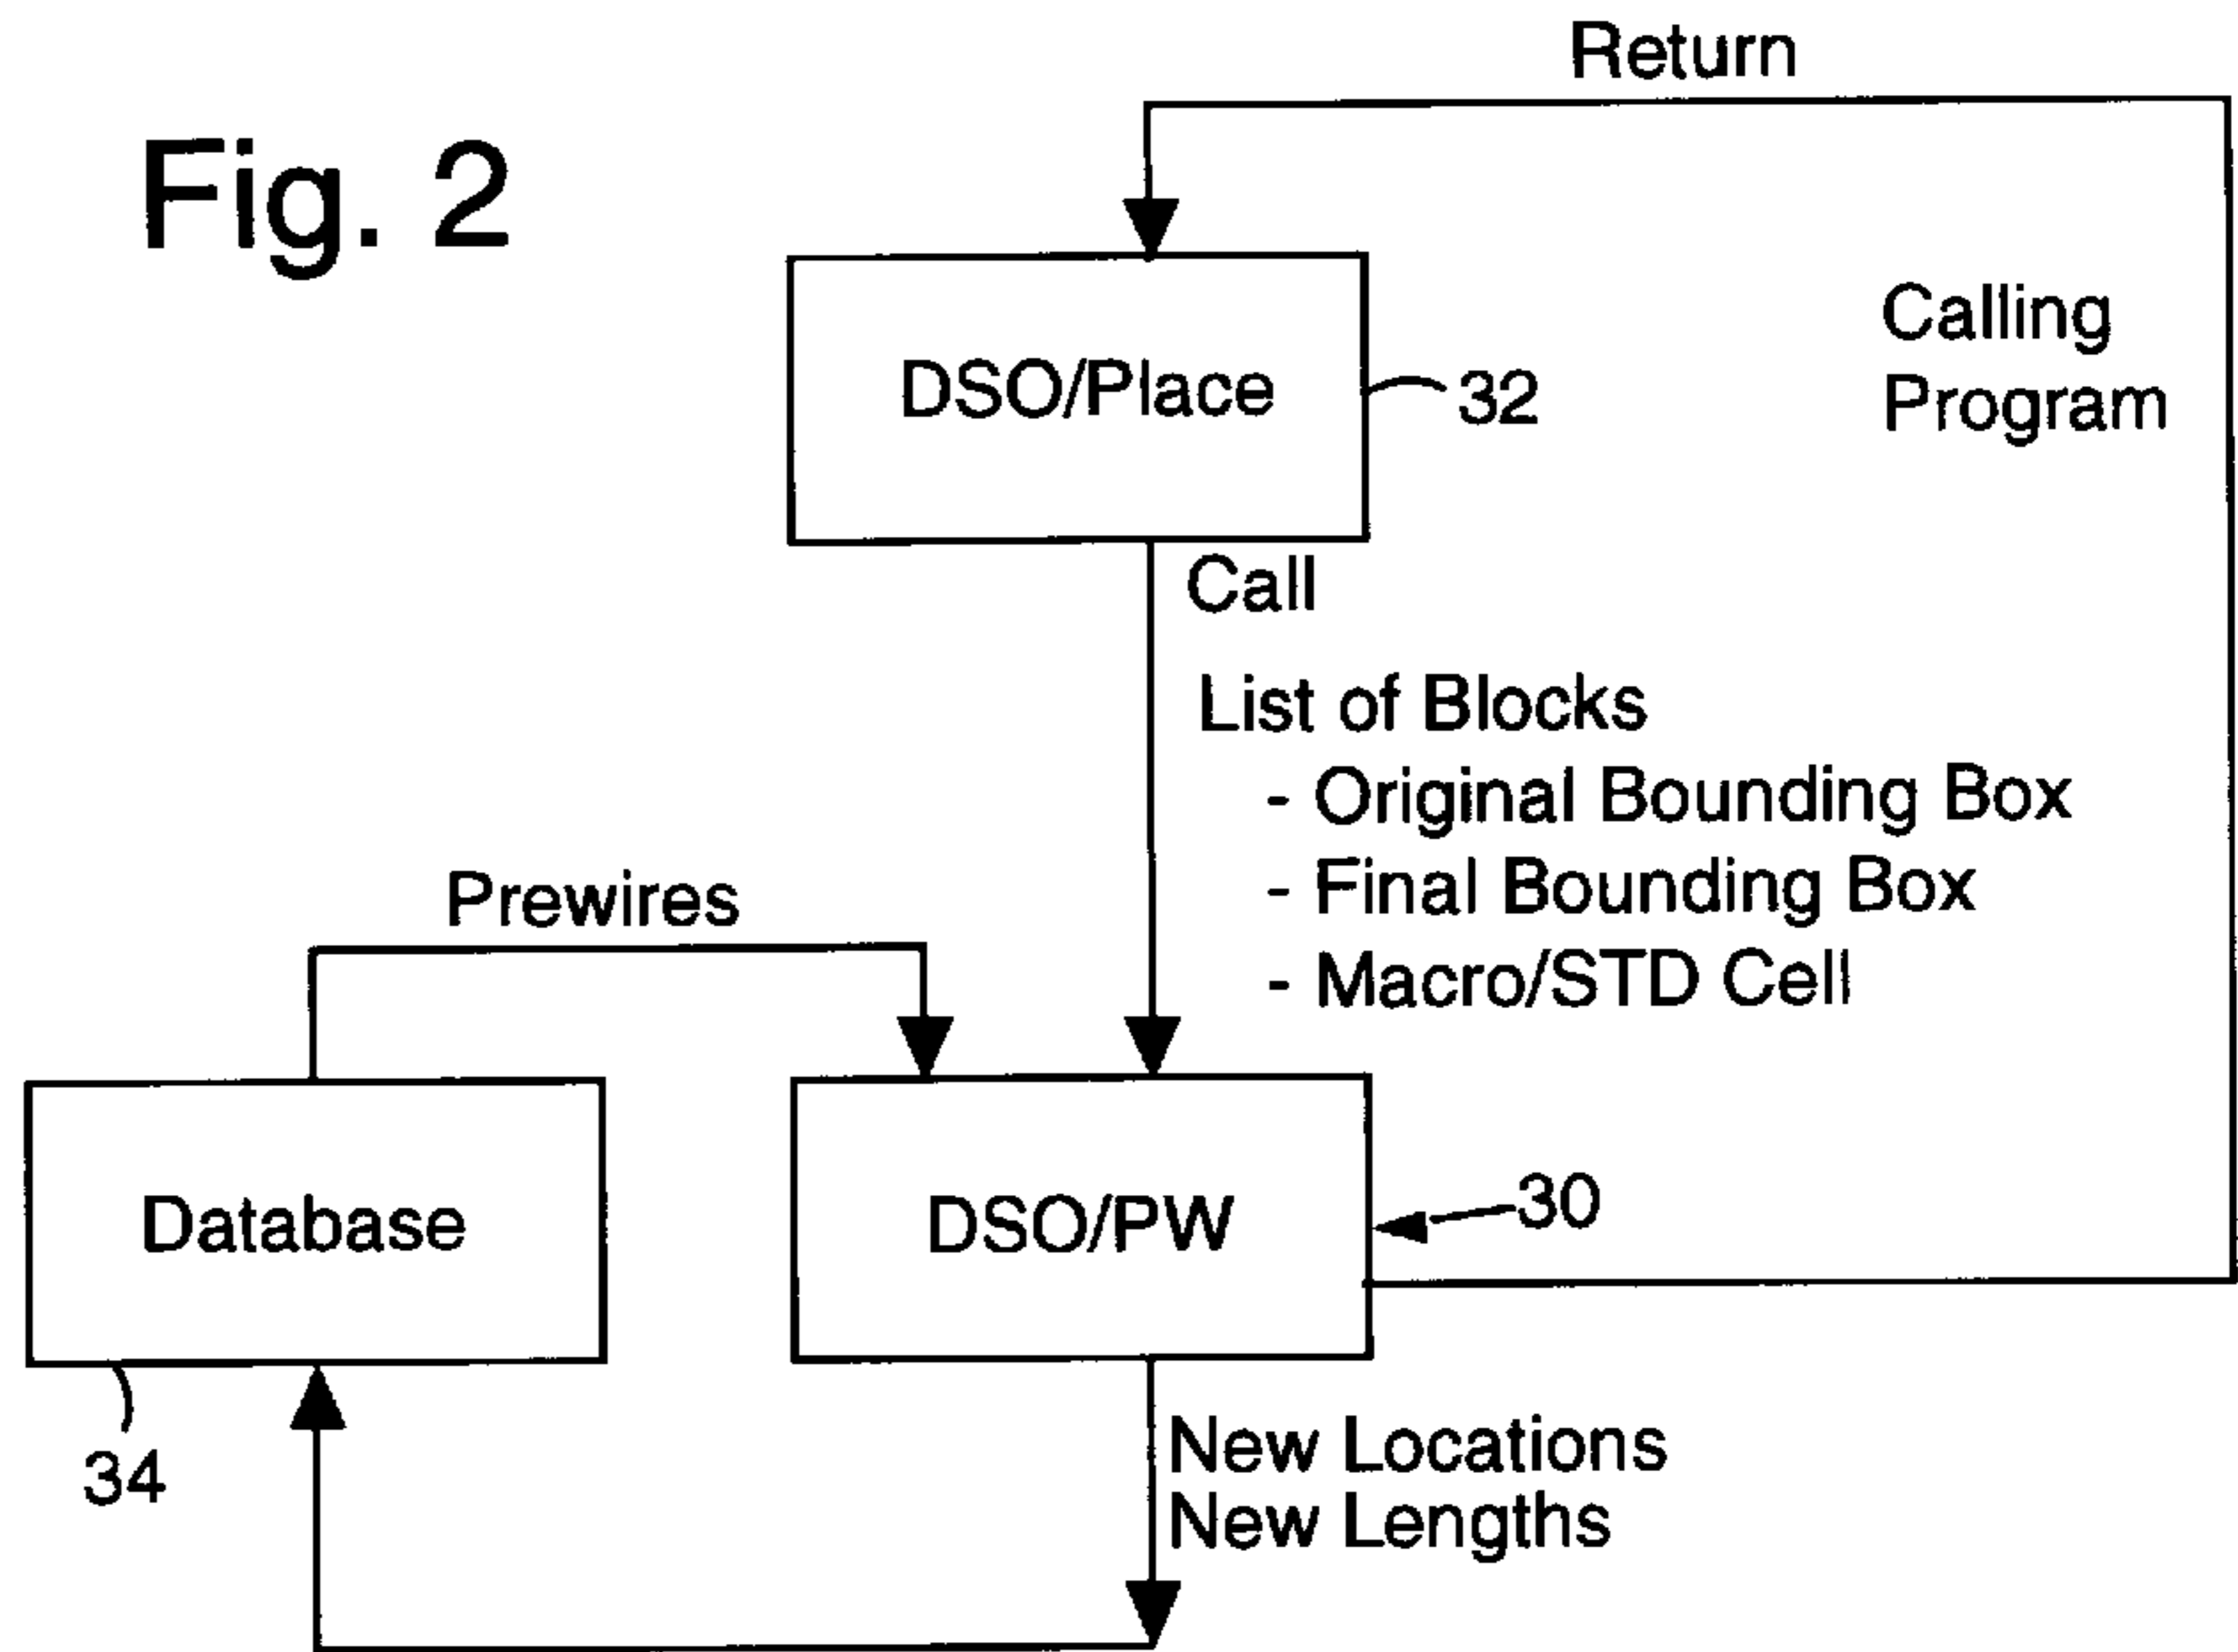 Return
Fig. 2
Calling
Program
DSO/Place
32
Call
List of Blocks
- Original Bounding Box
- Final Bounding Box
- Macro/STD Cell
Prewires
Database
DSO/PW
30
34
New Locations
New Lengths